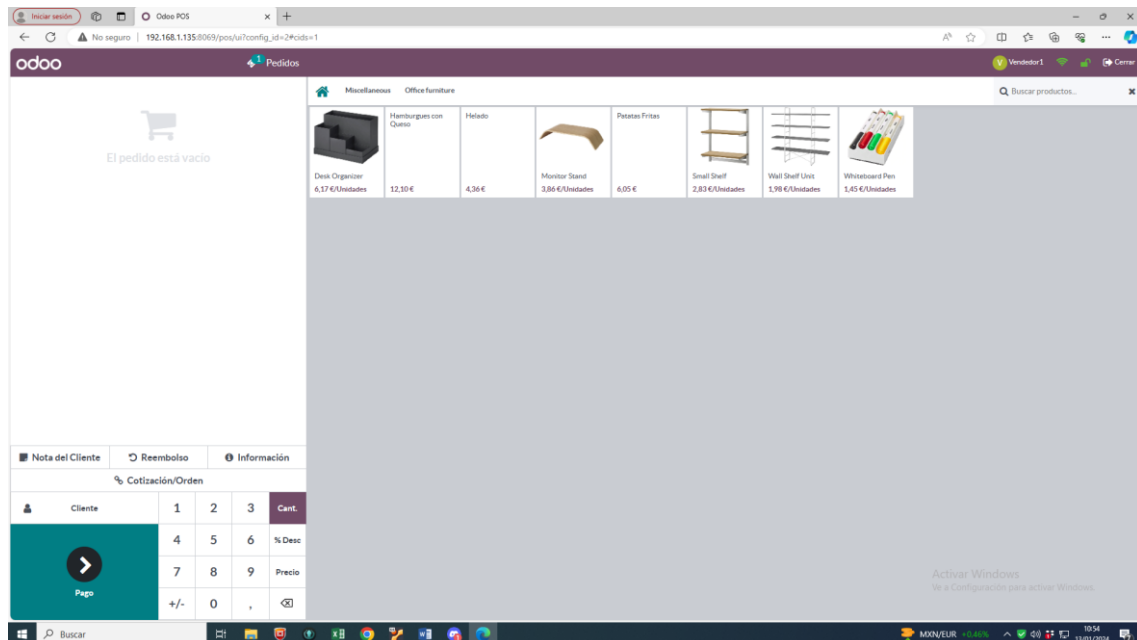 Iniciar sesión
Odoo POS
No seguro
192.168.1.135:8069/pos/ui?config_id=2#cids=1
odoo
1
Pedidos
V Vendedor1
Cerrar
Miscellaneous Office furniture
Buscar productos...
El pedido está vacío
Desk Organizer
6,17 €/Unidades
Hamburgues con
Queso
12,10 €
Helado
4,36 €
Monitor Stand
3,86 €/Unidades
Patatas Fritas
6,05 €
Small Shelf
2,83 €/Unidades
Wall Shelf Unit
1,98 €/Unidades
Whiteboard Pen
1,45 €/Unidades
Nota del Cliente
Reembolso
Información
Cotización/Orden
Cliente
1 2 3 Cant.
4 5 6 % Desc
7 8 9 Precio
+/- 0 ,
Pago
Activar Windows
Ve a Configuración para activar Windows.
Buscar
MXN/EUR +0,46%
10:54
13/01/2024